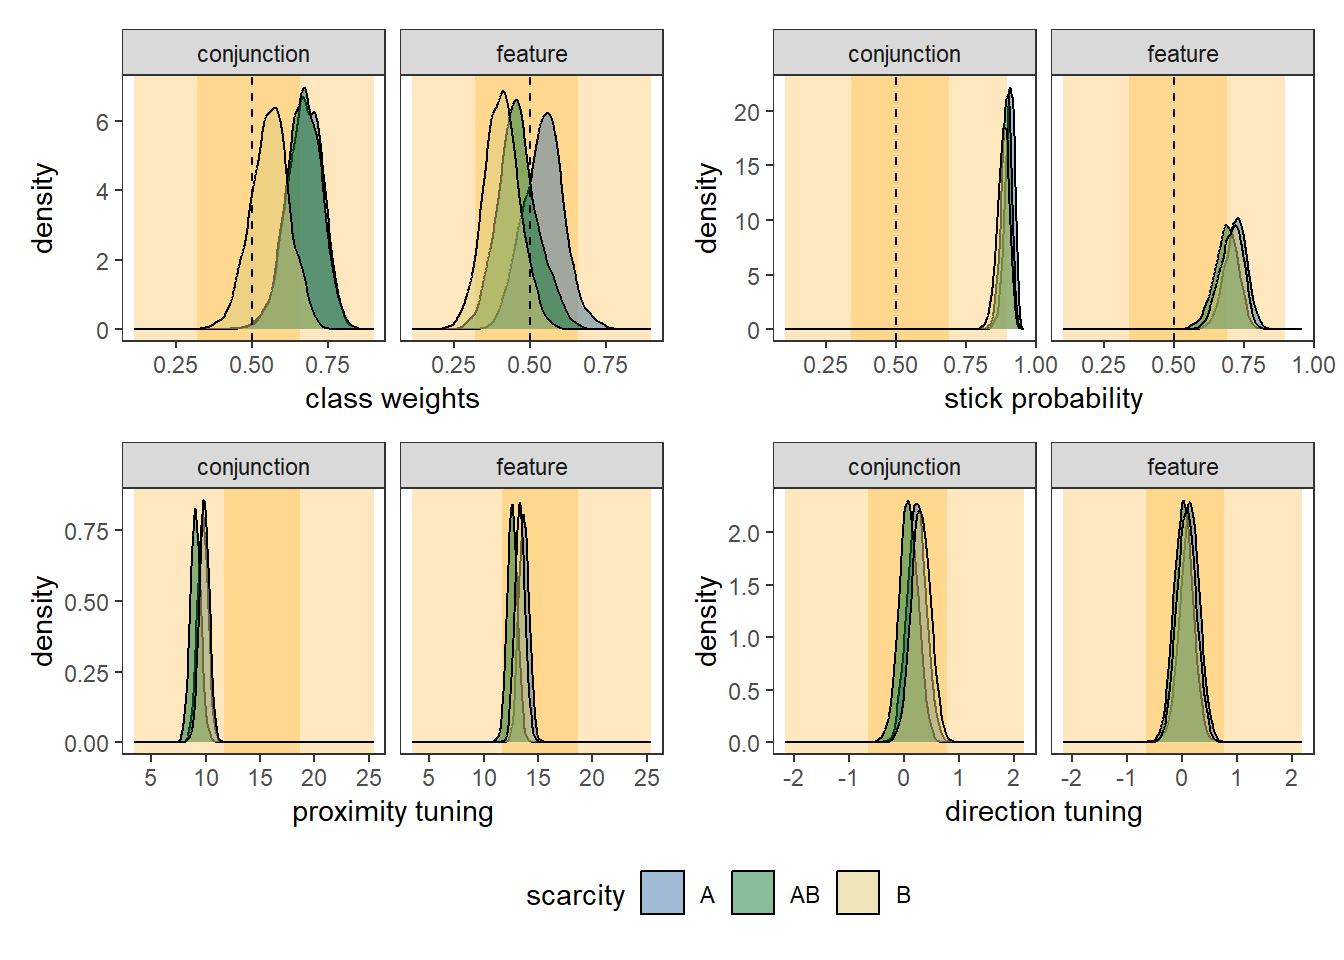 conjunction feature
density
6
4
2
0
0.25 0.50 0.75 0.25 0.50 0.75
class weights
conjunction feature
density
20
15
10
5
0
0.25 0.50 0.75 1.00 0.25 0.50 0.75 1.00
stick probability
conjunction feature
density
0.75
0.50
0.25
0.00
5 10 15 20 25 5 10 15 20 25
proximity tuning
conjunction feature
density
2.0
1.5
1.0
0.5
0.0
-2 -1 0 1 2 -2 -1 0 1 2
direction tuning
scarcity A AB B